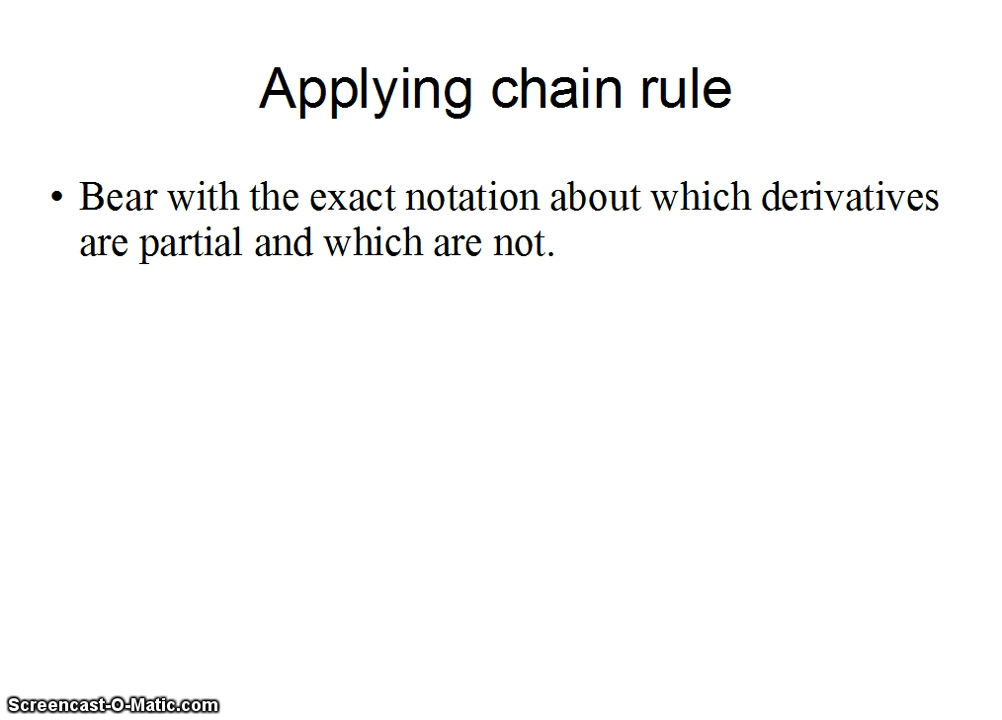 Applying chain rule
• Bear with the exact notation about which derivatives
are partial and which are not.
Screencast-O-Matic.com